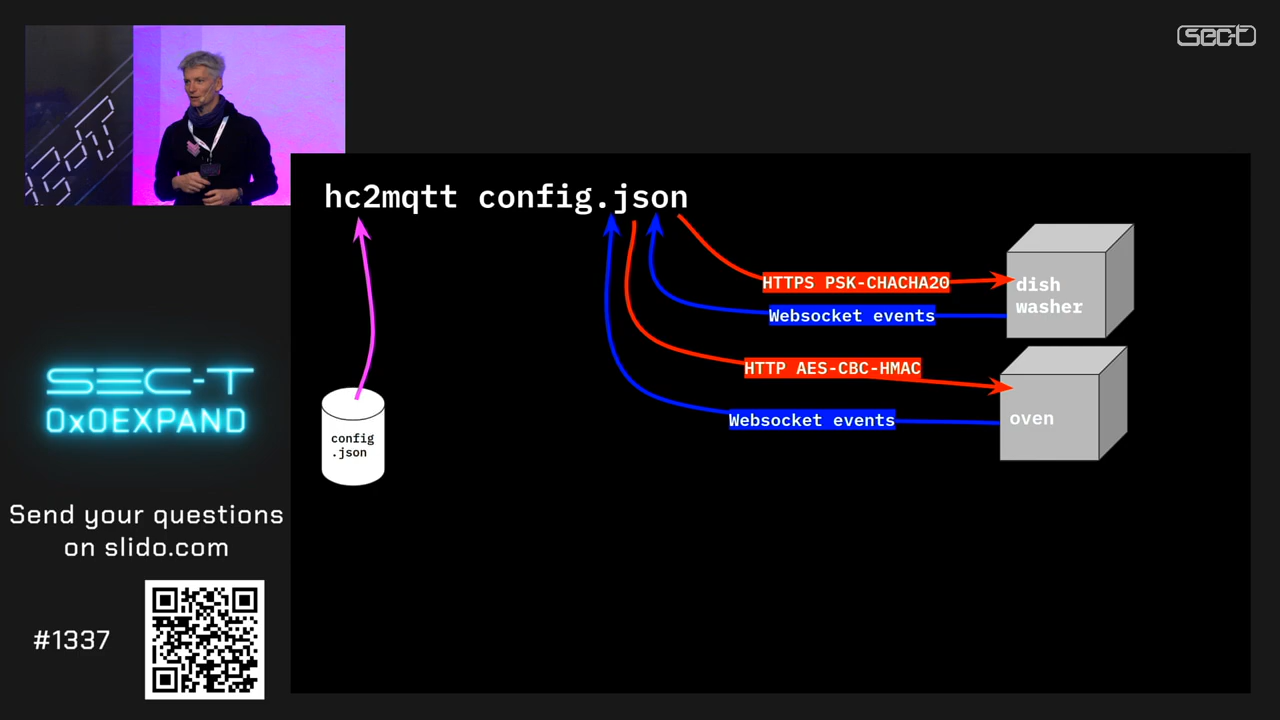 SEC-T
hc2mqtt config.json
HTTPS PSK-CHACHA20
Websocket events
dish
washer
HTTP AES-CBC-HMAC
Websocket events
oven
config
.json
SEC-T
0x0EXPAND
Send your questions
on slido.com
#1337